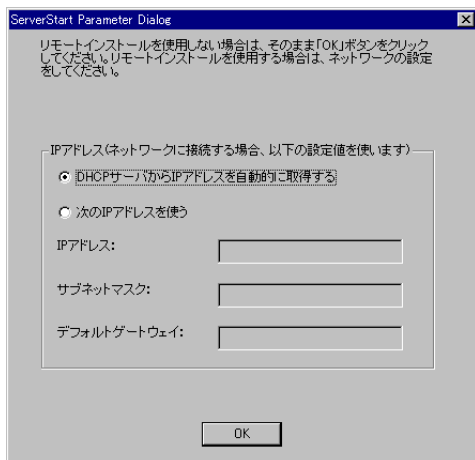 ServerStart Parameter Dialog
リモートインストールを使用しない場合は、そのまま「OK」ボタンをクリック
してください。リモートインストールを使用する場合は、ネットワークの設定
をしてください。
IPアドレス(ネットワークに接続する場合、以下の設定値を使います)
DHCPサーバからIPアドレスを自動的に取得する
次のIPアドレスを使う
IPアドレス:
サブネットマスク:
デフォルトゲートウェイ:
OK